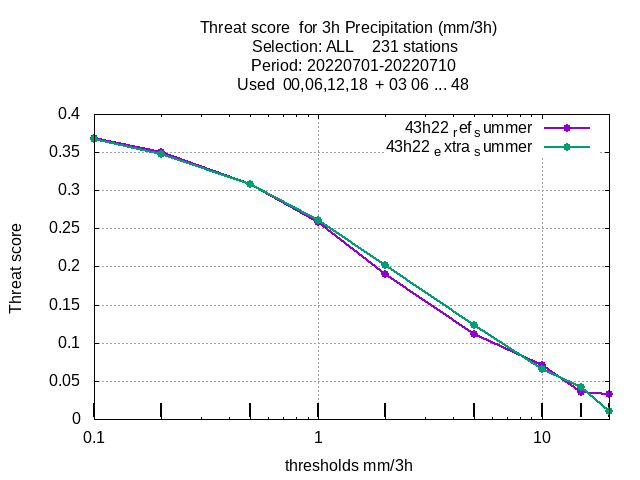 Threat score  for 3h Precipitation (mm/3h)
Selection: ALL    231 stations
Period: 20220701-20220710
Used  00,06,12,18  + 03 06 ... 48
43h22 ref summer
43h22 extra summer
0.4
0.35
0.3
0.25
0.2
0.15
0.1
0.05
0
Threat score
0.1 1 10
thresholds mm/3h